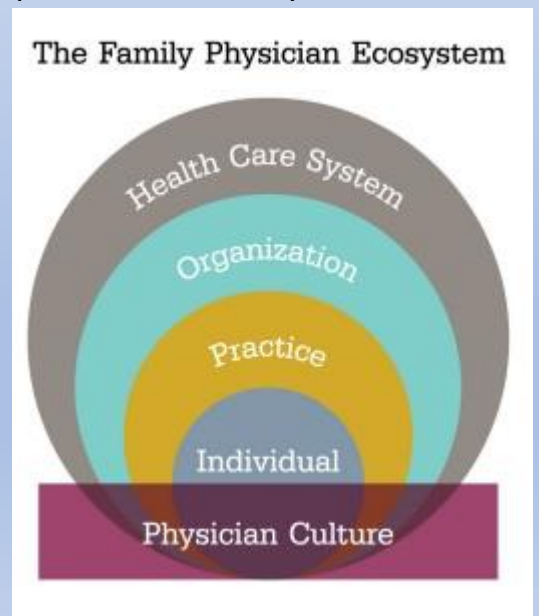 The Family Physician Ecosystem
Health Care System
Organization
Practice
Individual
Physician Culture